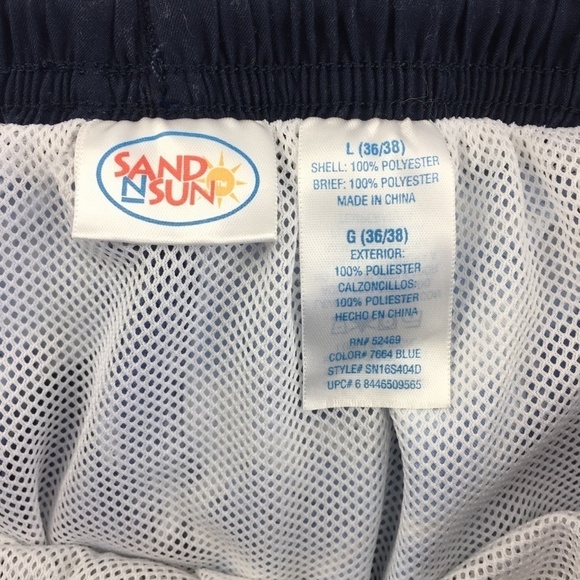 SAND
N SUN
L (36/38)
SHELL: 100% POLYESTER
BRIEF: 100% POLYESTER
MADE IN CHINA
G (36/38)
EXTERIOR:
100% POLIESTER
CALZONCILLOS:
100% POLIESTER
HECHO EN CHINA
RN# 52469
COLOR# 7664 BLUE
STYLE# SN16S404D
UPC# 6 8446509565